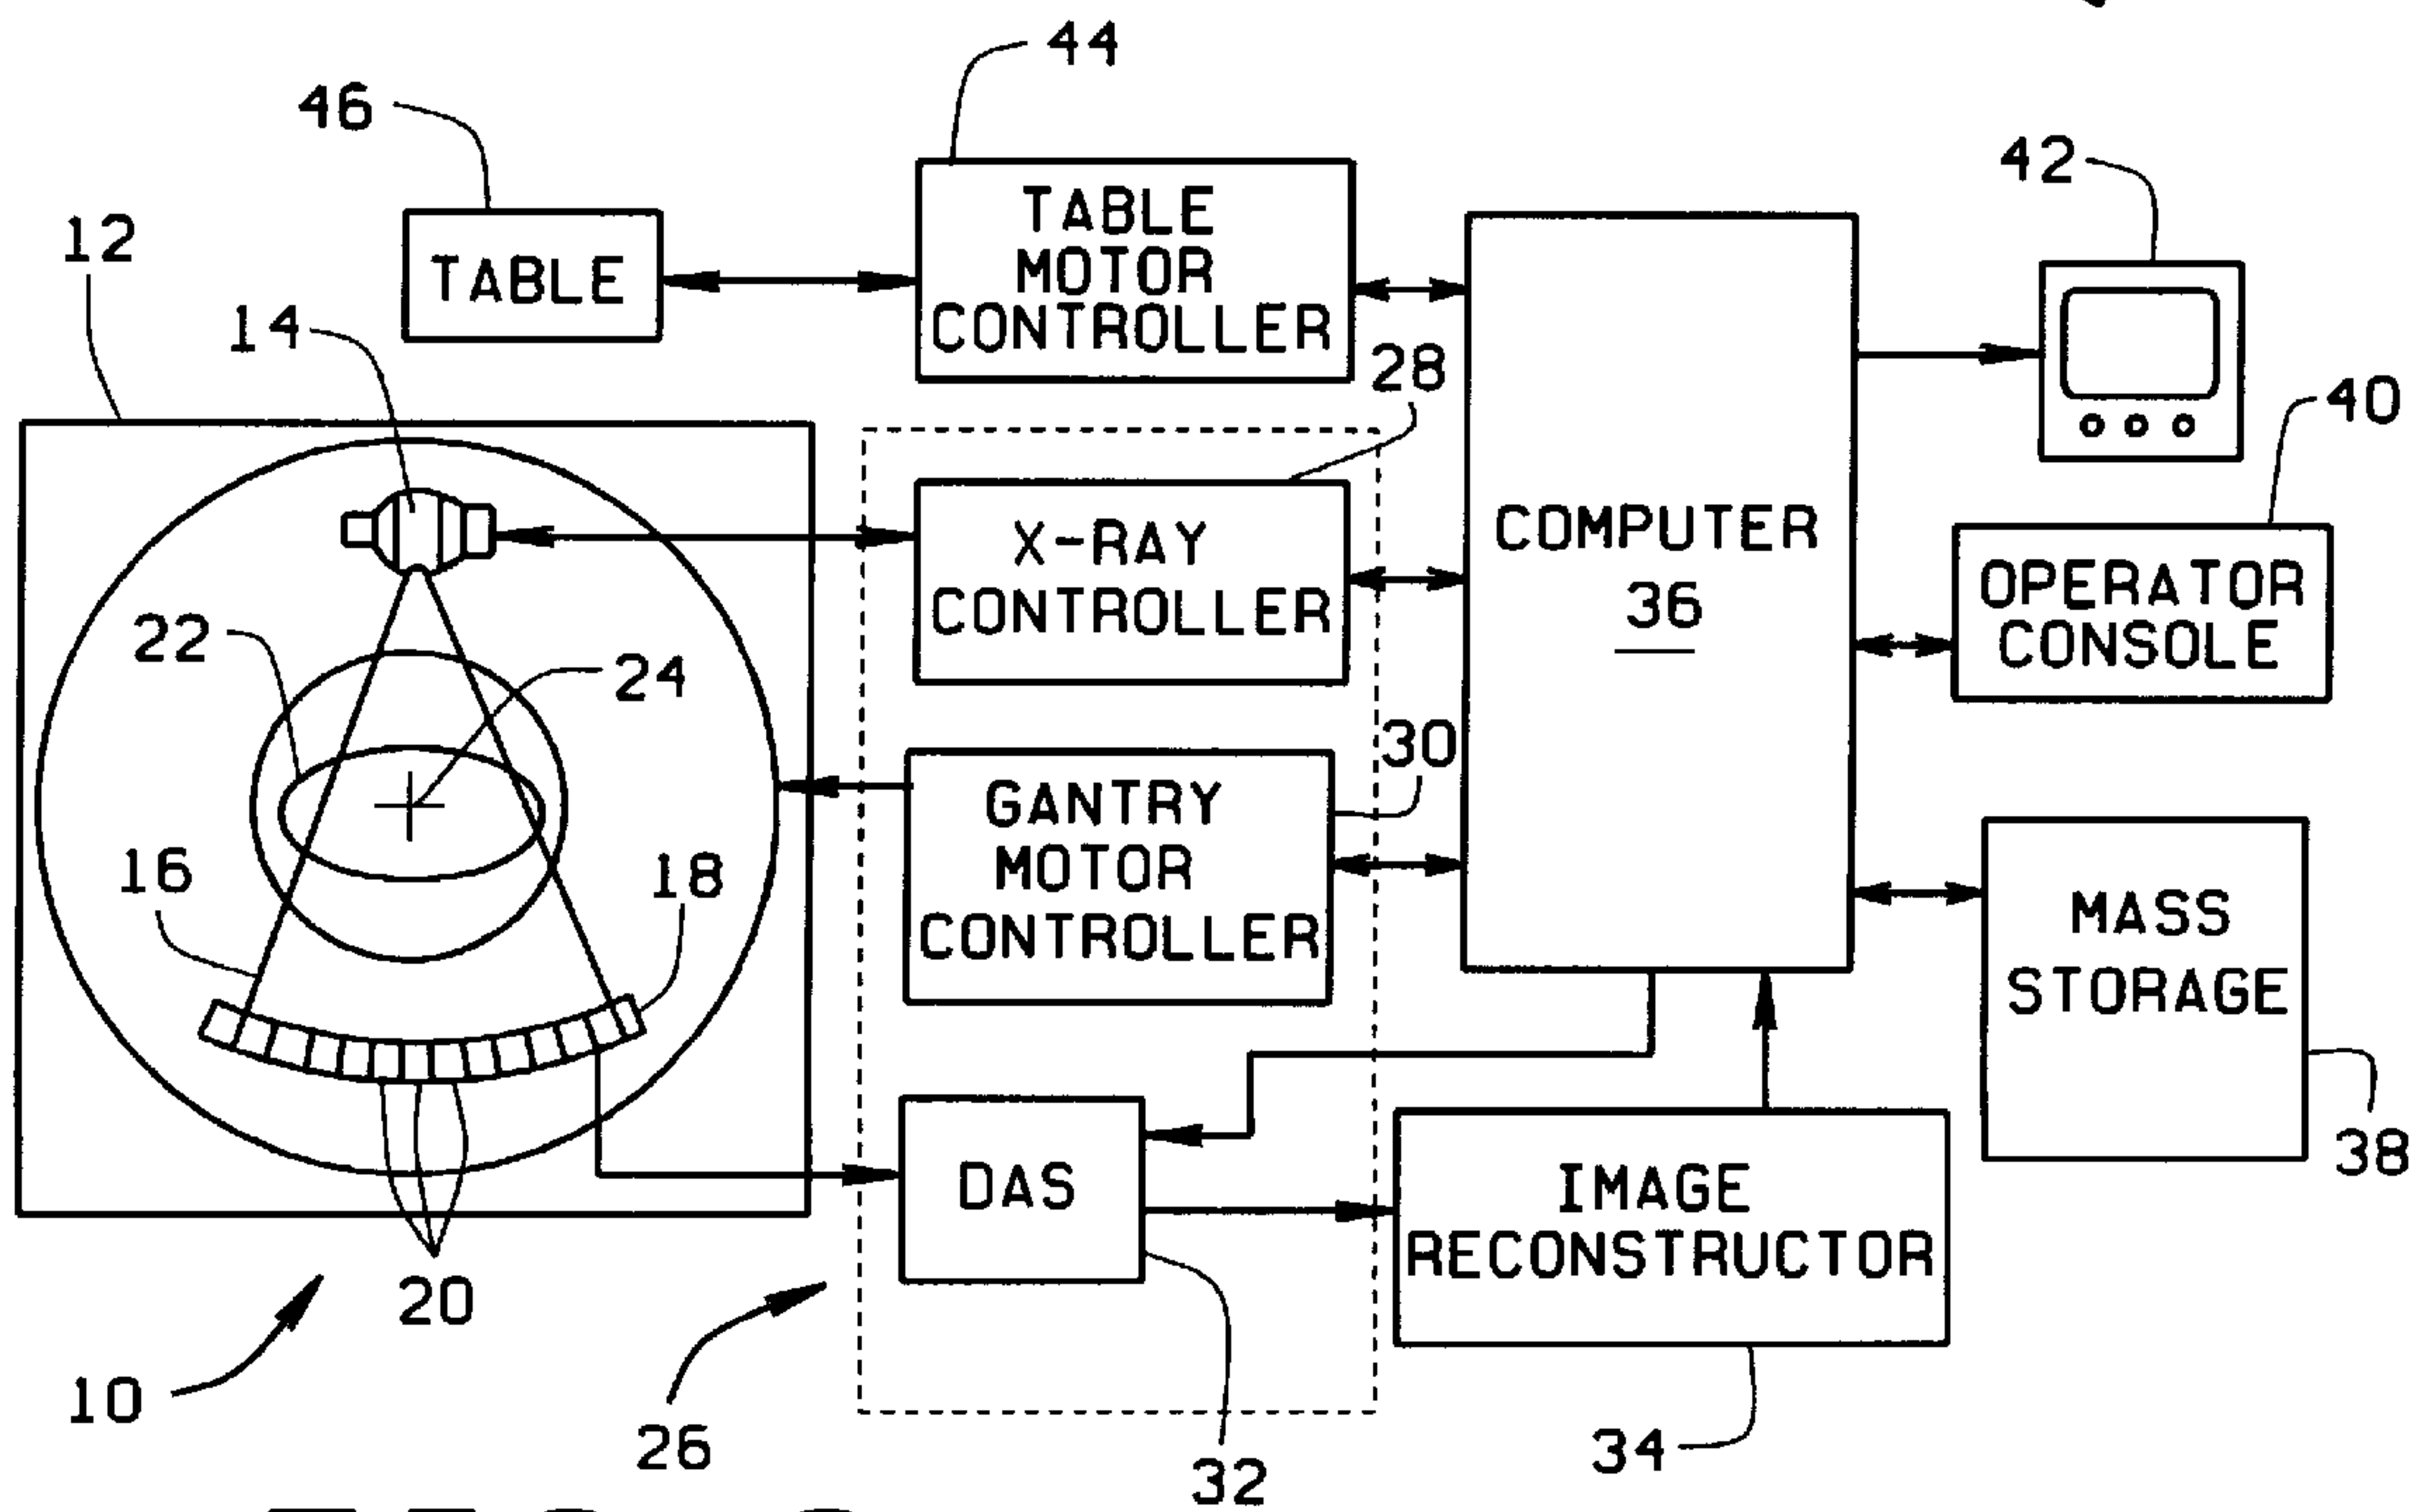 44
46
42
12
TABLE
MOTOR
CONTROLLER
TABLE
14
28
40
X-RAY
CONTROLLER
COMPUTER
36
OPERATOR
CONSOLE
22
24
30
GANTRY
MOTOR
CONTROLLER
16
18
MASS
STORAGE
38
DAS
IMAGE
RECONSTRUCTOR
20
10
26
32
34